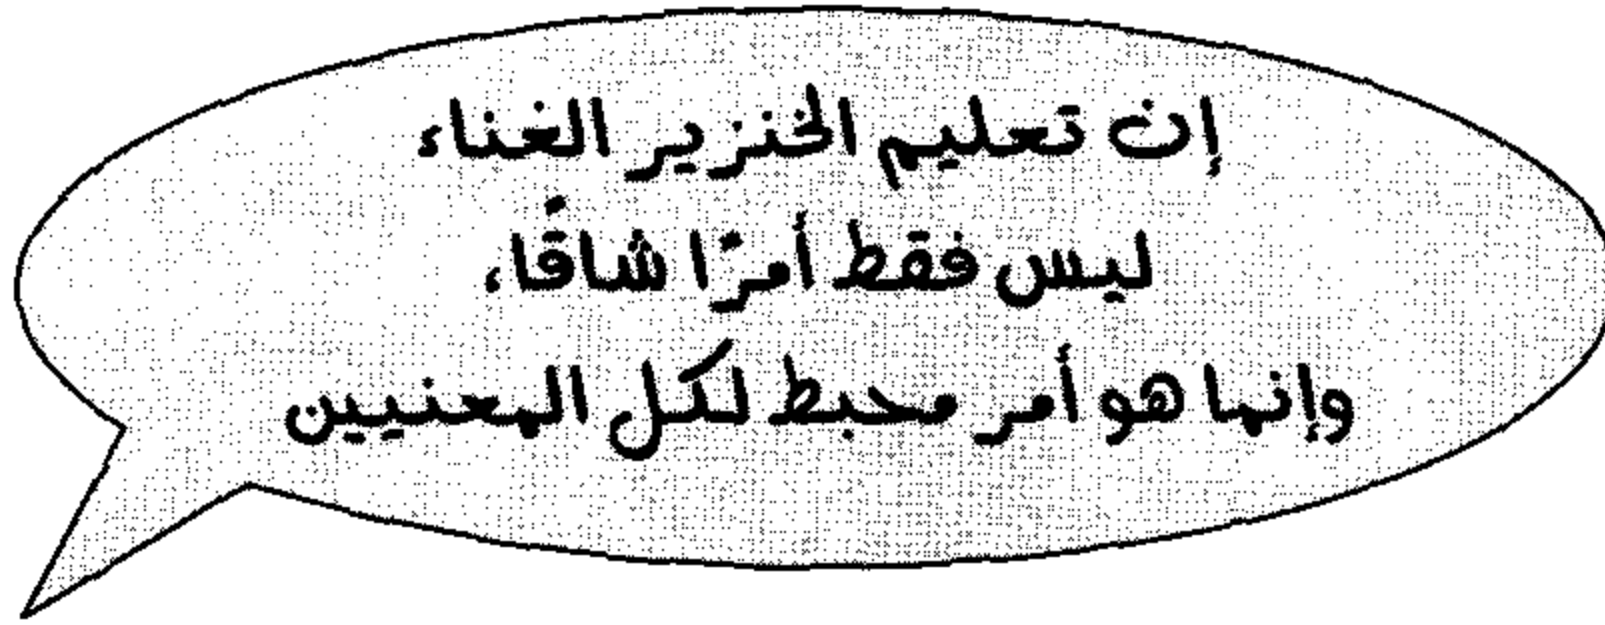 إن تعليم الخنزير الغناء
ليس فقط أمرًا شاقًا،
وإنما هو أمر محبط لكل المعنيين